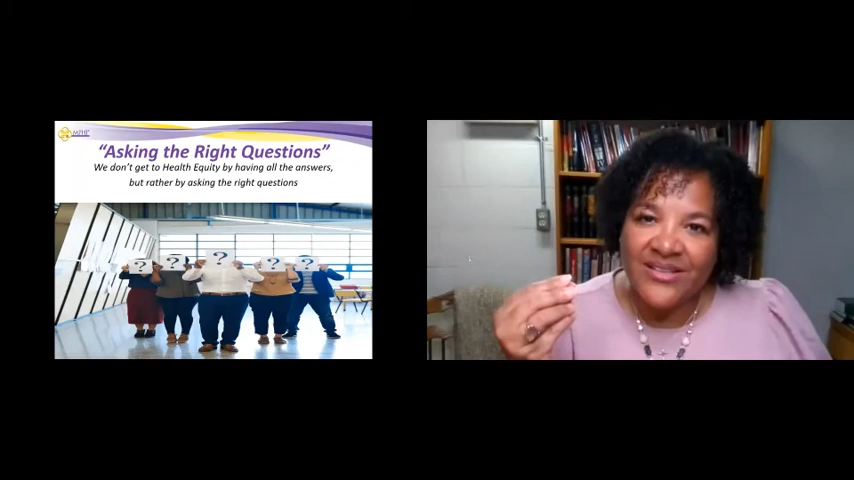 MPHI
"Asking the Right Questions"
We don't get to Health Equity by having all the answers,
but rather by asking the right questions
?
?
?
?
?